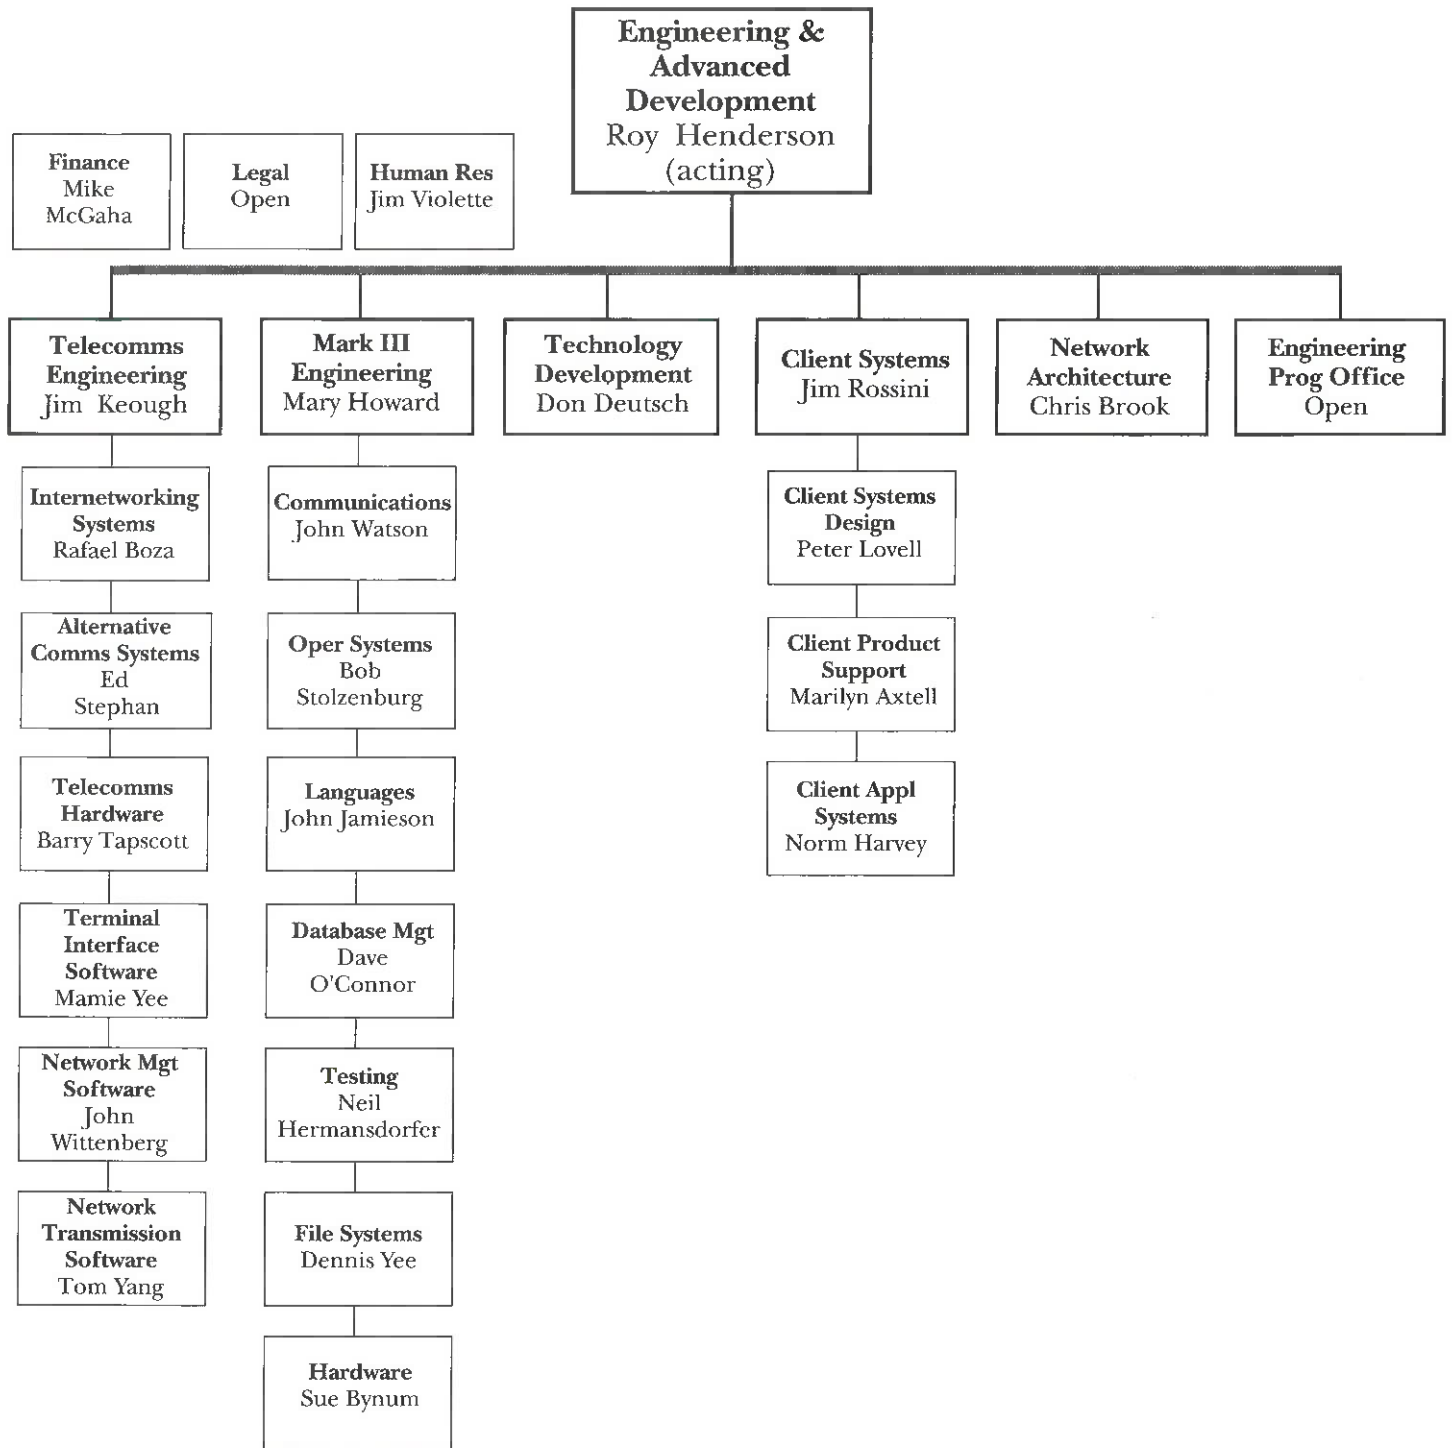 Engineering &
Advanced
Development
Roy Henderson
(acting)
Finance
Mike
McGaha
Legal
Open
Human Res
Jim Violette
Telecomms
Engineering
Jim Keough
Mark III
Engineering
Mary Howard
Technology
Development
Don Deutsch
Client Systems
Jim Rossini
Network
Architecture
Chris Brook
Engineering
Prog Office
Open
Internetworking
Systems
Rafael Boza
Alternative
Comms Systems
Ed
Stephan
Telecomms
Hardware
Barry Tapscott
Terminal
Interface
Software
Mamie Yee
Network Mgt
Software
John
Wittenberg
Network
Transmission
Software
Tom Yang
Communications
John Watson
Oper Systems
Bob
Stolzenburg
Languages
John Jamieson
Database Mgt
Dave
O'Connor
Testing
Neil
Hermansdorfer
File Systems
Dennis Yee
Hardware
Sue Bynum
Client Systems
Design
Peter Lovell
Client Product
Support
Marilyn Axtell
Client Appl
Systems
Norm Harvey